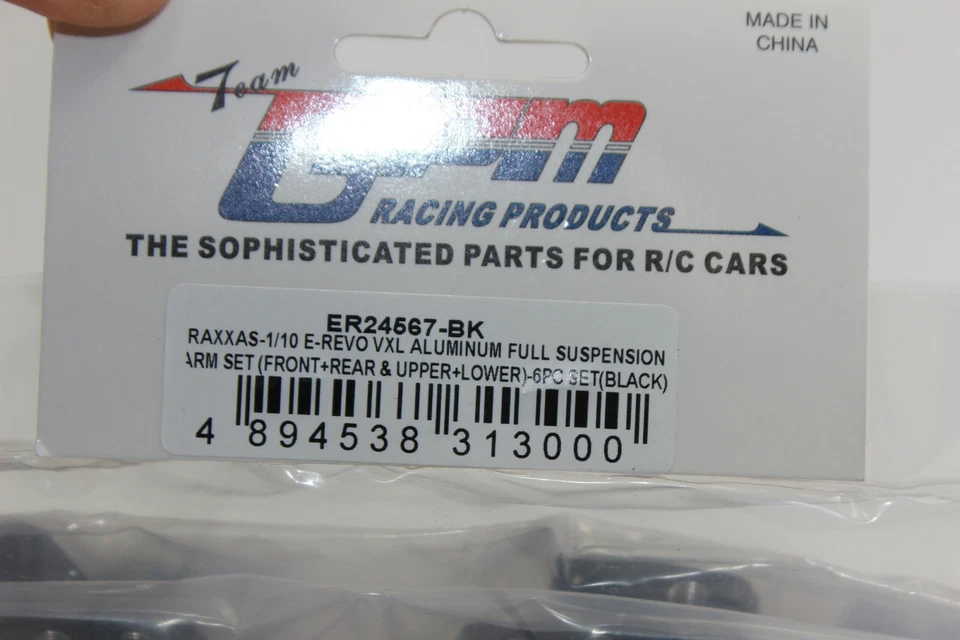 MADE IN
CHINA
Team
GPM
RACING PRODUCTS
THE SOPHISTICATED PARTS FOR R/C CARS
ER24567-BK
RAXXAS-1/10 E-REVO VXL ALUMINUM FULL SUSPENSION
ARM SET (FRONT+REAR & UPPER+LOWER)-6PC SET(BLACK)
4 894538 313000